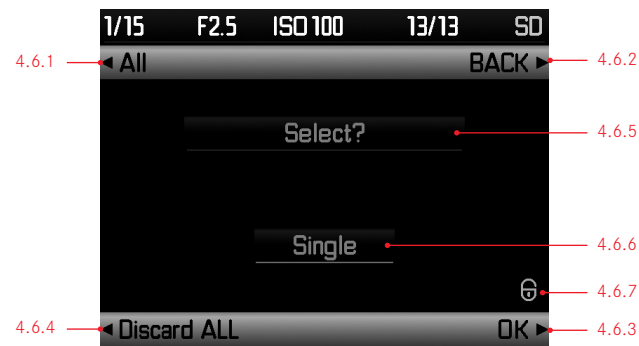 1/15 F2.5 ISO 100 13/13 SD
4.6.1 All BACK 4.6.2
Select? 4.6.5
Single 4.6.6
4.6.7
4.6.4 Discard ALL OK 4.6.3